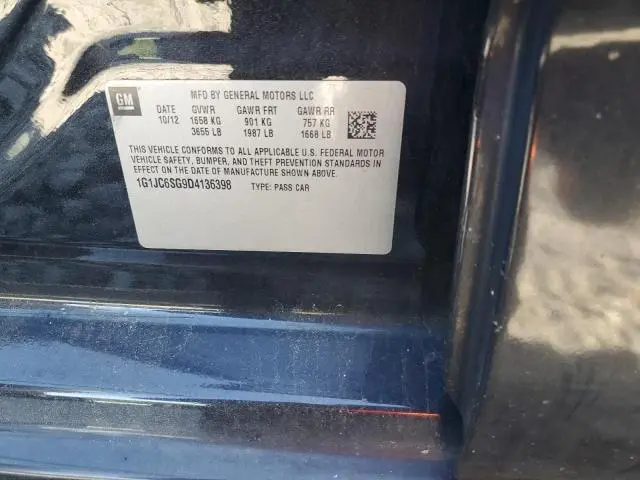 GM
MFD BY GENERAL MOTORS LLC
DATE GVWR GAWR FRT GAWR RR
10/12 1658 KG 901 KG 757 KG
3655 LB 1987 LB 1668 LB
THIS VEHICLE CONFORMS TO ALL APPLICABLE U.S. FEDERAL MOTOR
VEHICLE SAFETY, BUMPER, AND THEFT PREVENTION STANDARDS IN
EFFECT ON THE DATE OF MANUFACTURE SHOWN ABOVE.
1G1JC6SG9D4136398 TYPE: PASS CAR